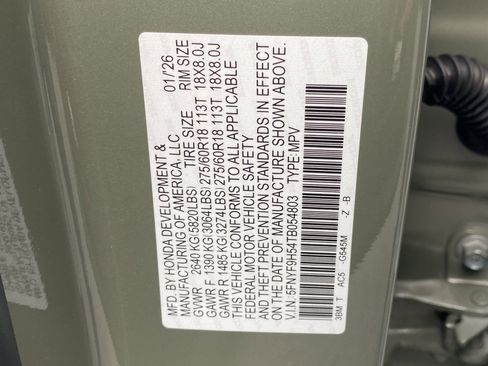 MFD. BY HONDA DEVELOPMENT & 01/'26
MANUFACTURING OF AMERICA, LLC
TIRE SIZE RIM SIZE
GVWR 2640 KG(5820LBS)
GAWR F 1390 KG(3064LBS) 275/60R18 113T 18X8.0J
GAWR R 1485 KG(3274LBS) 275/60R18 113T 18X8.0J
THIS VEHICLE CONFORMS TO ALL APPLICABLE
FEDERAL MOTOR VEHICLE SAFETY
AND THEFT PREVENTION STANDARDS IN EFFECT
ON THE DATE OF MANUFACTURE SHOWN ABOVE.
V.I.N.:5FNYF9H54TB054803 TYPE:MPV
3BM T AC5 -G545M -Z -B